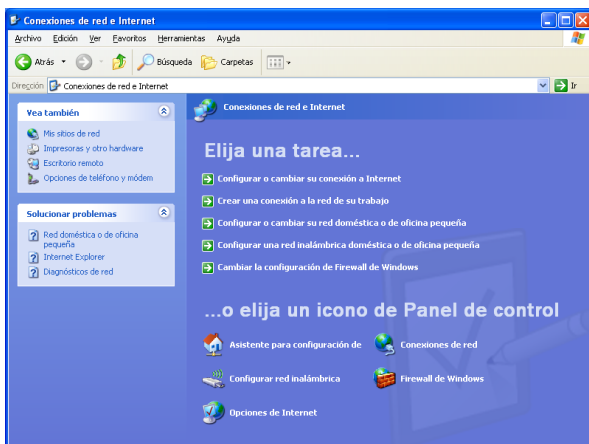 Conexiones de red e Internet
Archivo Edición Ver Favoritos Herramientas Ayuda
Atrás Búsqueda Carpetas
Dirección Conexiones de red e Internet Ir
Vea también
Mis sitios de red
Impresoras y otro hardware
Escritorio remoto
Opciones de teléfono y módem
Solucionar problemas
Red doméstica o de oficina
pequeña
Internet Explorer
Diagnósticos de red
Conexiones de red e Internet
Elija una tarea...
Configurar o cambiar su conexión a Internet
Crear una conexión a la red de su trabajo
Configurar o cambiar su red doméstica o de oficina pequeña
Configurar una red inalámbrica doméstica o de oficina pequeña
Cambiar la configuración de Firewall de Windows
...o elija un icono de Panel de control
Asistente para configuración de Conexiones de red
Configurar red inalámbrica Firewall de Windows
Opciones de Internet